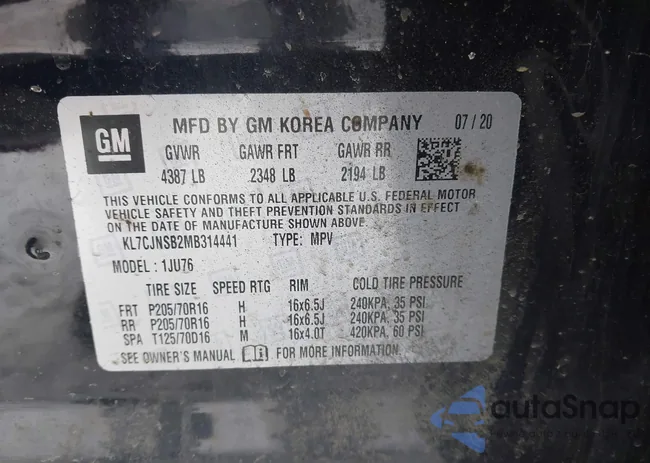 GM
MFD BY GM KOREA COMPANY 07 / 20
GVWR GAWR FRT GAWR RR
4387 LB 2348 LB 2194 LB
THIS VEHICLE CONFORMS TO ALL APPLICABLE U.S. FEDERAL MOTOR
VEHICLE SAFETY AND THEFT PREVENTION STANDARDS IN EFFECT
ON THE DATE OF MANUFACTURE SHOWN ABOVE.
KL7CJNSB2MB314441 TYPE: MPV
MODEL : 1JU76
TIRE SIZE SPEED RTG RIM COLD TIRE PRESSURE
FRT P205/70R16 H 16x6.5J 240KPA, 35 PSI
RR P205/70R16 H 16x6.5J 240KPA, 35 PSI
SPA T125/70D16 M 16x4.0T 420KPA, 60 PSI
SEE OWNER'S MANUAL FOR MORE INFORMATION.
autoSnap